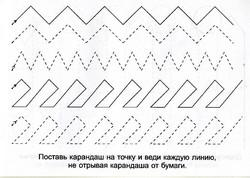 Поставь карандаш на точку и веди каждую линию,
не отрывая карандаша от бумаги.